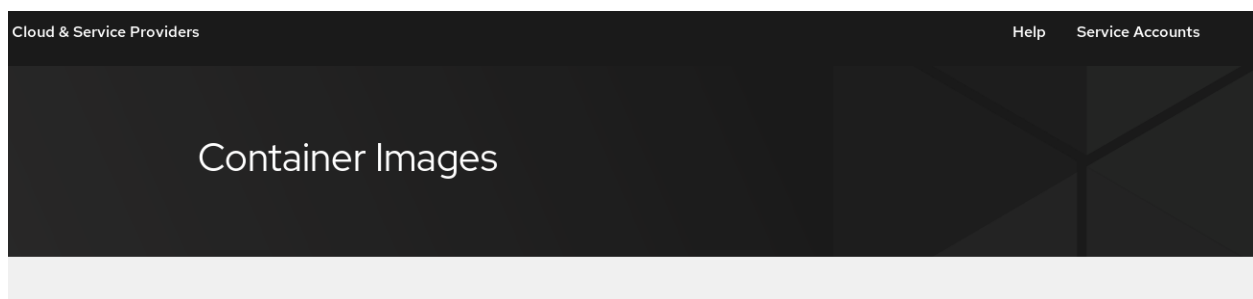 Cloud & Service Providers
Help
Service Accounts
Container Images